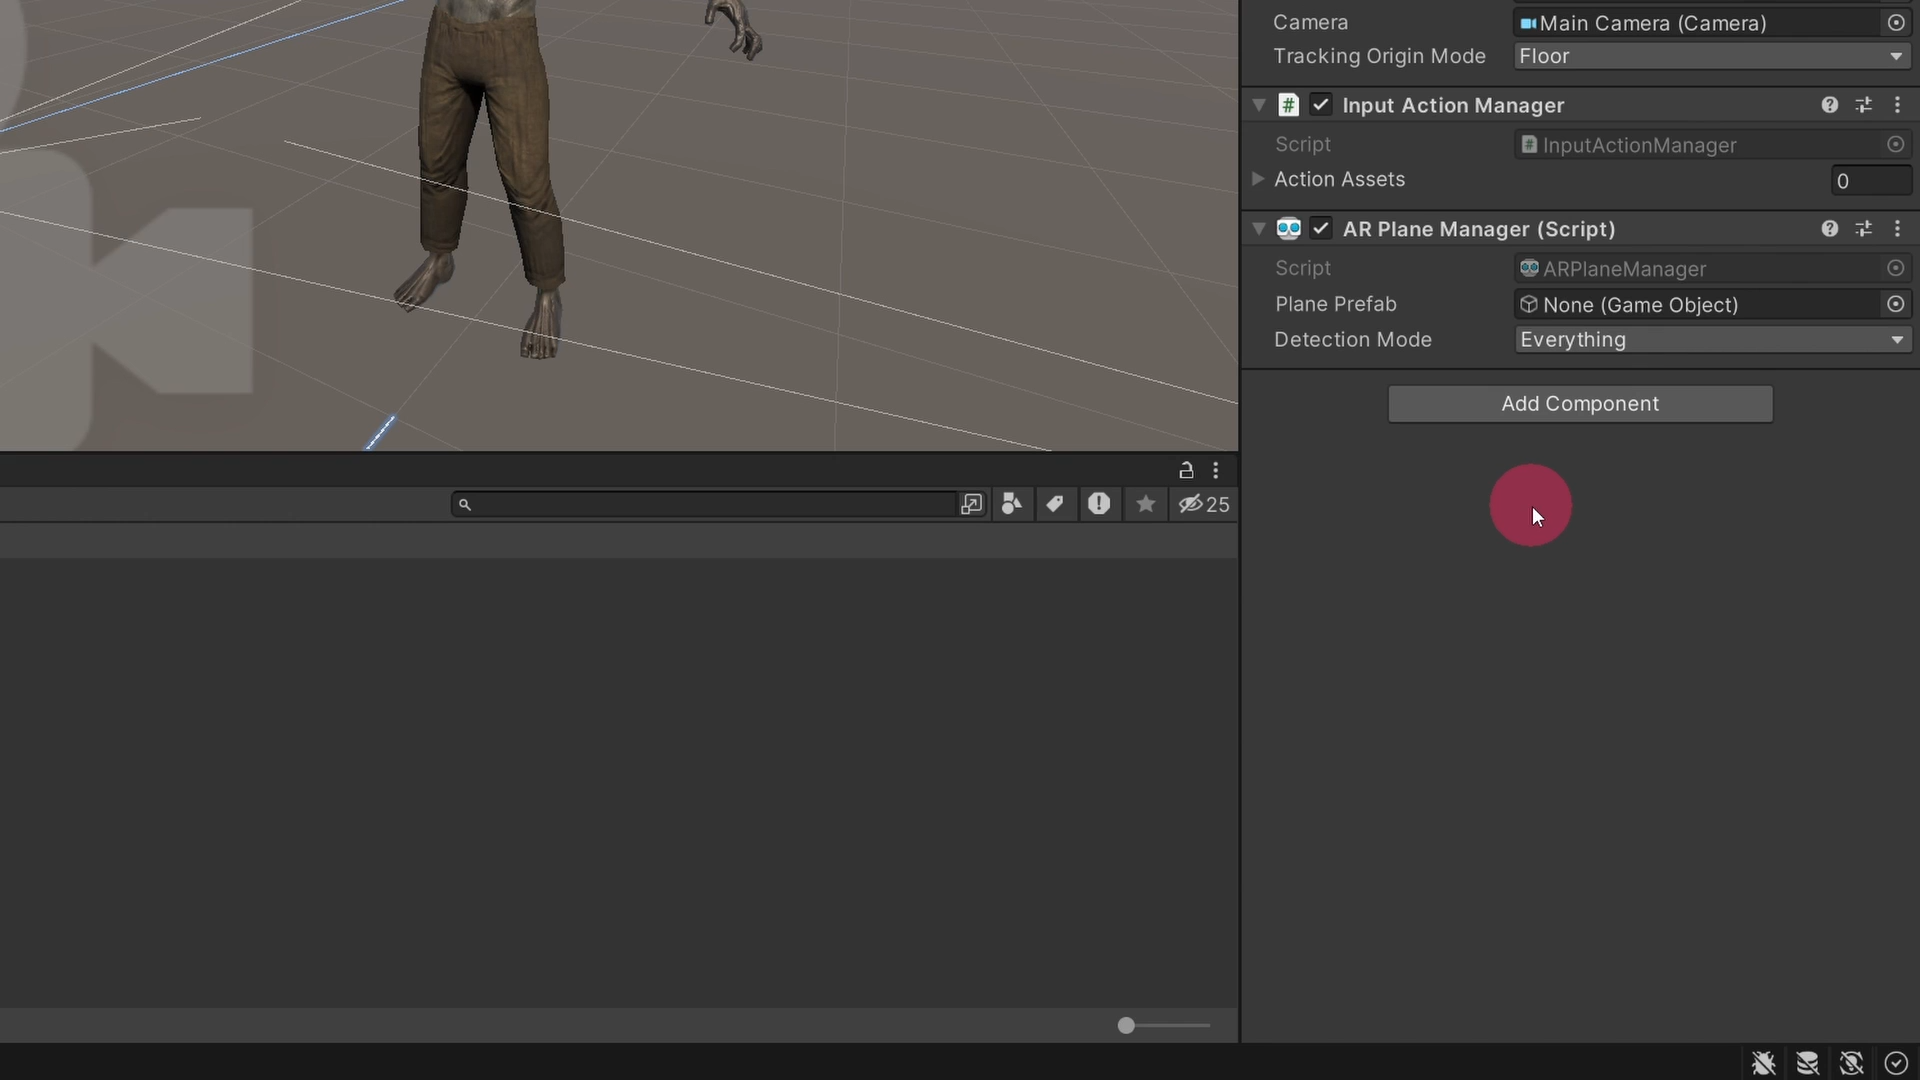 Camera
Main Camera (Camera)
Tracking Origin Mode
Floor
# Input Action Manager
Script
InputActionManager
Action Assets
0
AR Plane Manager (Script)
Script
ARPlaneManager
Plane Prefab
None (Game Object)
Detection Mode
Everything
Add Component
25